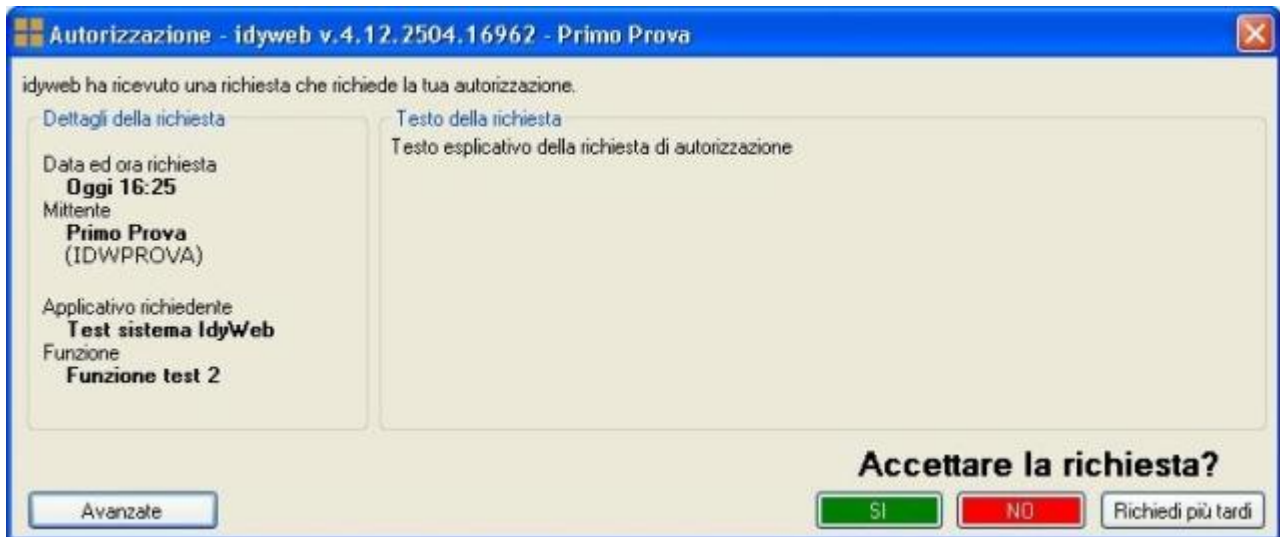 Autorizzazione - idyweb v.4.12.2504.16962 - Primo Prova
idyweb ha ricevuto una richiesta che richiede la tua autorizzazione.
Dettagli della richiesta
Data ed ora richiesta
Oggi 16:25
Mittente
Primo Prova
(IDWPROVA)
Applicativo richiedente
Test sistema IdyWeb
Funzione
Funzione test 2
Testo della richiesta
Testo esplicativo della richiesta di autorizzazione
Accettare la richiesta?
Avanzate
SI
NO
Richiedi più tardi